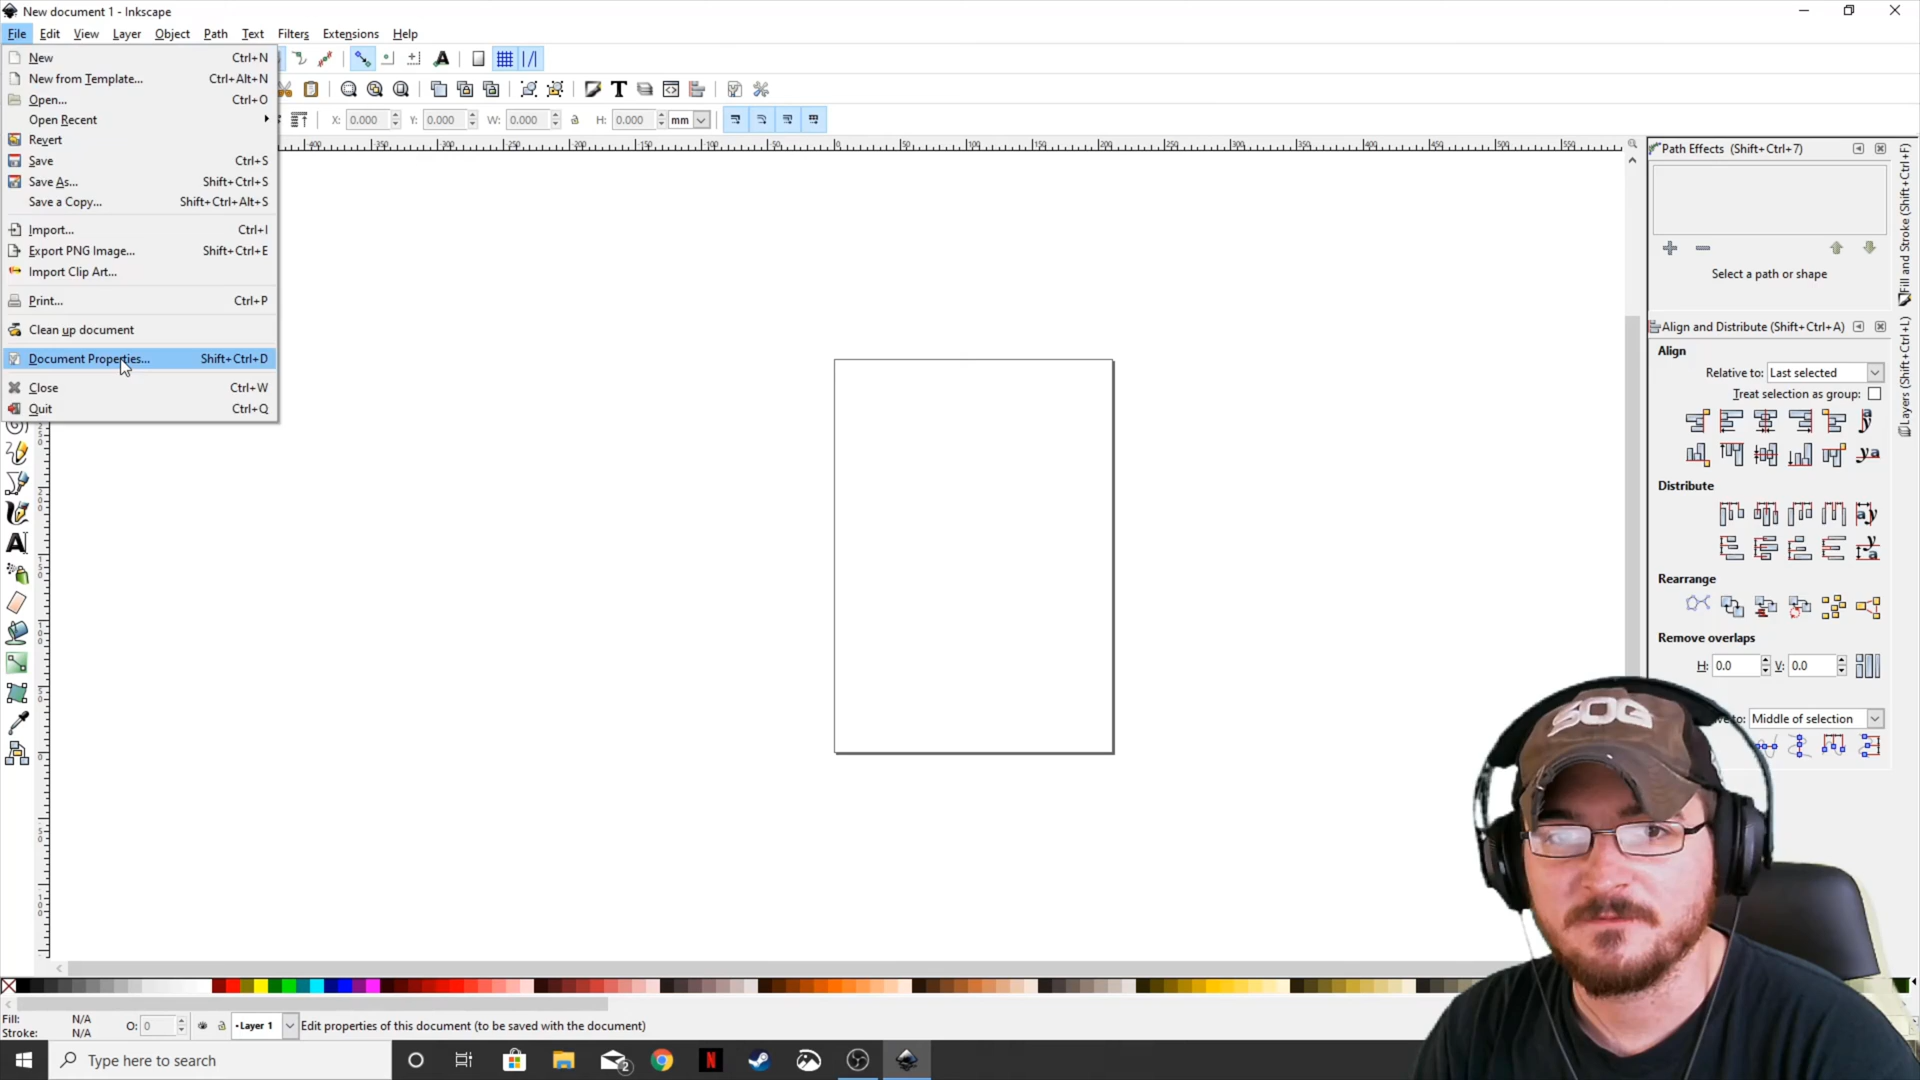 New document 1 - Inkscape
File Edit View Layer Object Path Text Filters Extensions Help
New Ctrl+N
New from Template... Ctrl+Alt+N
Open... Ctrl+O
Open Recent
Revert
Save Ctrl+S
Save As... Shift+Ctrl+S
Save a Copy... Shift+Ctrl+Alt+S
Import... Ctrl+I
Export PNG Image... Shift+Ctrl+E
Import Clip Art...
Print... Ctrl+P
Clean up document
Document Properties... Shift+Ctrl+D
Close Ctrl+W
Quit Ctrl+Q
X: 0.000 Y: 0.000 W: 0.000 H: 0.000 mm
Path Effects (Shift+Ctrl+7)
Select a path or shape
Fill and Stroke (Shift+Ctrl+F)
Layers (Shift+Ctrl+L)
Align and Distribute (Shift+Ctrl+A)
Align
Relative to: Last selected
Treat selection as group:
Distribute
Rearrange
Remove overlaps
H: 0.0 V: 0.0
to: Middle of selection
SOG
Fill: N/A
Stroke: N/A
O: 0
Layer 1
Edit properties of this document (to be saved with the document)
Type here to search
2